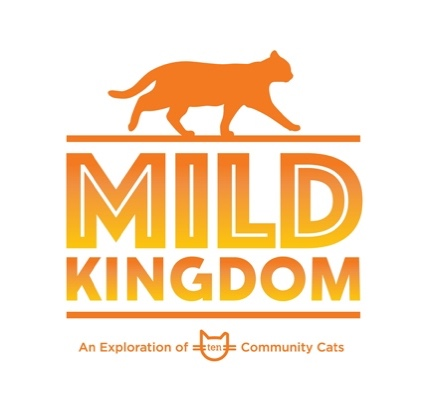 MILD
KINGDOM
An Exploration of ten Community Cats